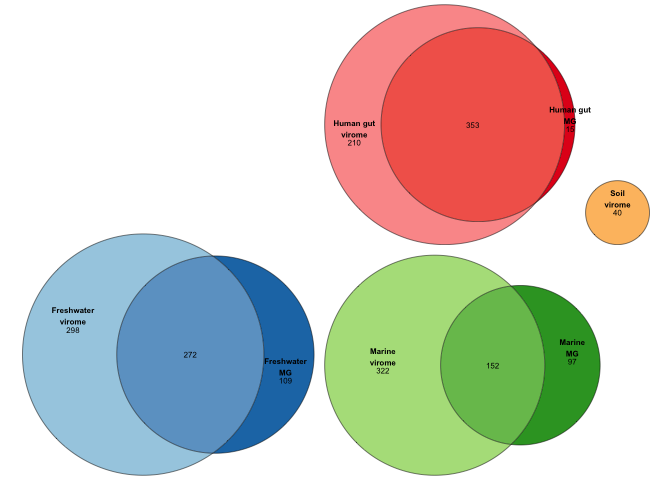 Human gut
virome
210
353
Human gut
MG
15
Soil
virome
40
Freshwater
virome
298
272
Freshwater
MG
109
Marine
virome
322
152
Marine
MG
97